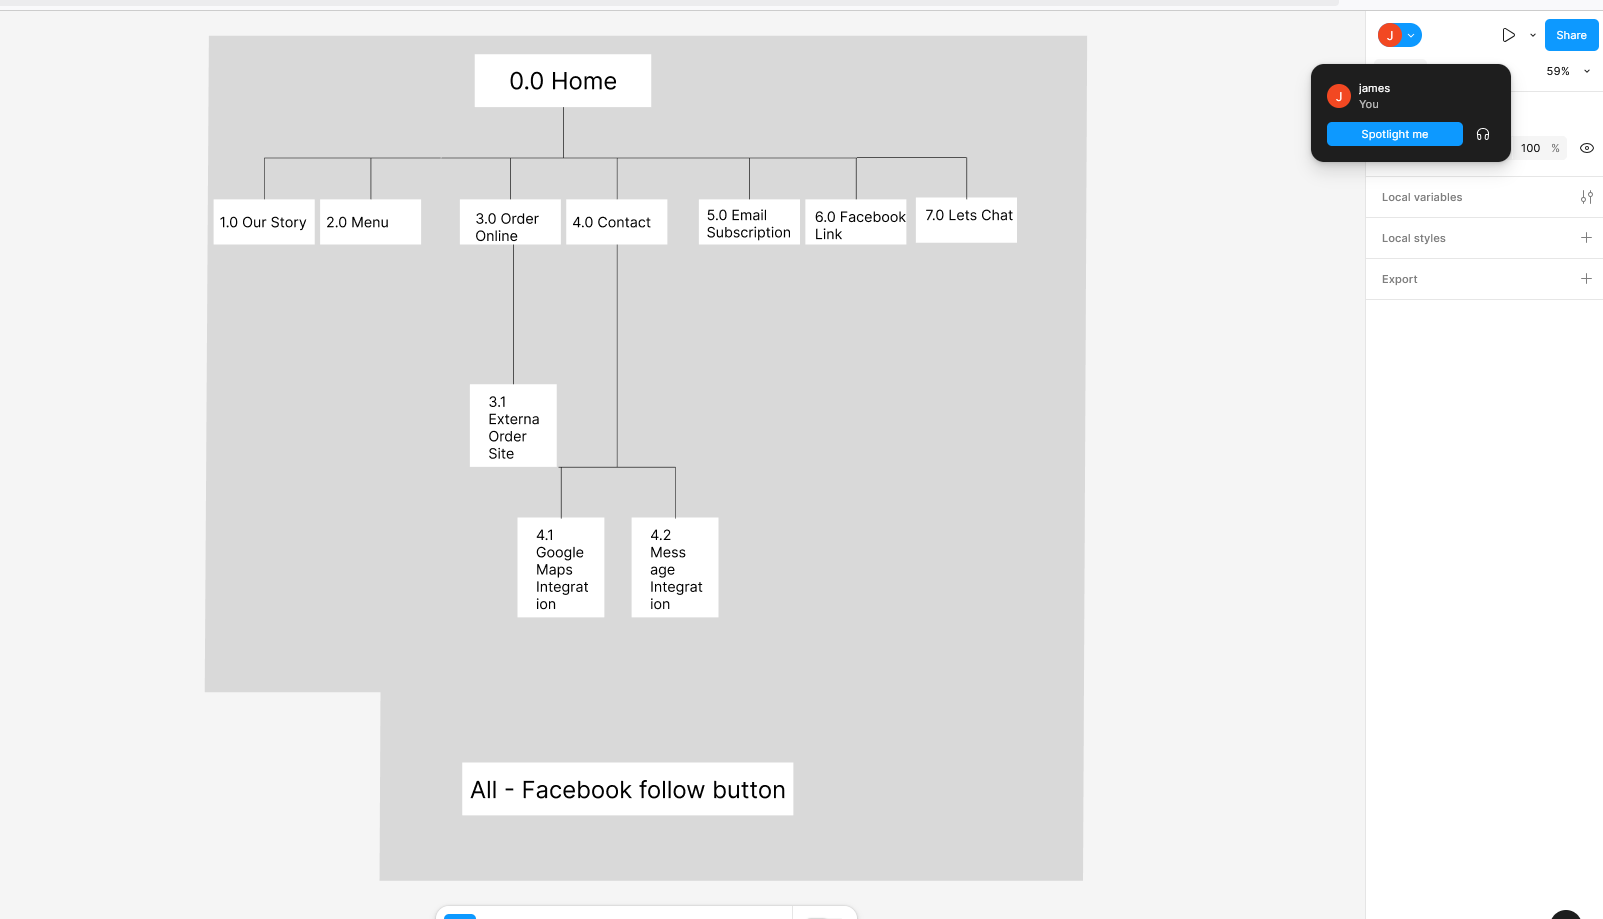 0.0 Home
1.0 Our Story
2.0 Menu
3.0 Order
Online
4.0 Contact
5.0 Email
Subscription
6.0 Facebook
Link
7.0 Lets Chat
3.1
Externa
Order
Site
4.1
Google
Maps
Integrat
ion
4.2
Mess
age
Integrat
ion
All - Facebook follow button
J
Share
59%
J
james
You
Spotlight me
100 %
Local variables
Local styles
Export